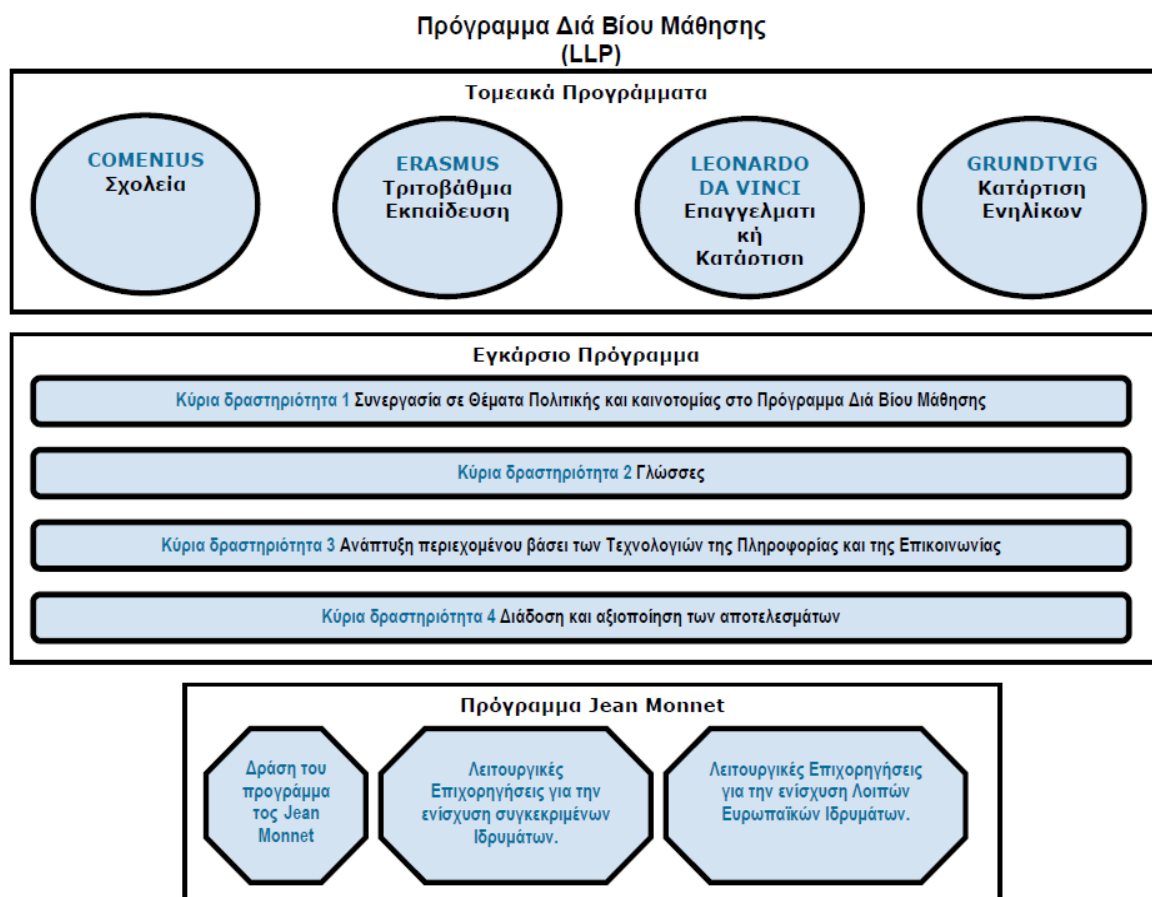 Πρόγραμμα Διά Βίου Μάθησης
(LLP)
Τομεακά Προγράμματα
COMENIUS
Σχολεία
ERASMUS
Τριτοβάθμια
Εκπαίδευση
LEONARDO
DA VINCI
Επαγγελματι
κή
Κατάρτιση
GRUNDTVIG
Κατάρτιση
Ενηλίκων
Εγκάρσιο Πρόγραμμα
Κύρια δραστηριότητα 1 Συνεργασία σε Θέματα Πολιτικής και καινοτομίας στο Πρόγραμμα Διά Βίου Μάθησης
Κύρια δραστηριότητα 2 Γλώσσες
Κύρια δραστηριότητα 3 Ανάπτυξη περιεχομένου βάσει των Τεχνολογιών της Πληροφορίας και της Επικοινωνίας
Κύρια δραστηριότητα 4 Διάδοση και αξιοποίηση των αποτελεσμάτων
Πρόγραμμα Jean Monnet
Δράση του
προγράμμα
τος Jean
Monnet
Λειτουργικές
Επιχορηγήσεις για την
ενίσχυση συγκεκριμένων
Ιδρυμάτων.
Λειτουργικές Επιχορηγήσεις
για την ενίσχυση Λοιπών
Ευρωπαϊκών Ιδρυμάτων.